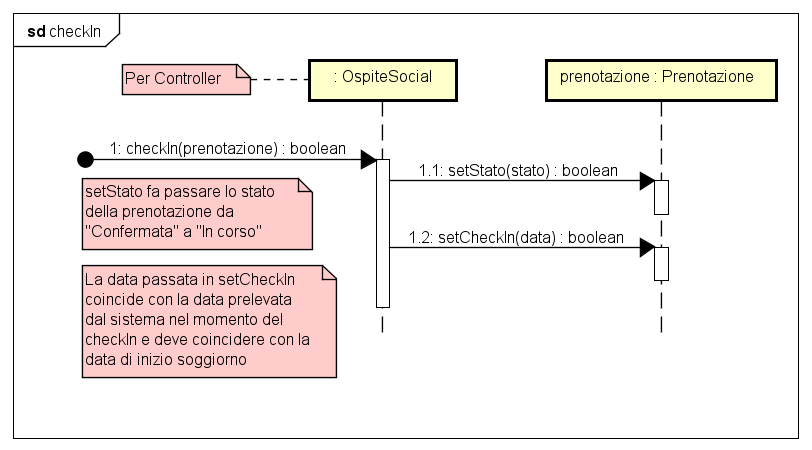 sd checkIn
Per Controller
: OspiteSocial
prenotazione : Prenotazione
1: checkIn(prenotazione) : boolean
1.1: setStato(stato) : boolean
setStato fa passare lo stato
della prenotazione da
"Confermata" a "In corso"
1.2: setCheckIn(data) : boolean
La data passata in setCheckIn
coincide con la data prelevata
dal sistema nel momento del
checkIn e deve coincidere con la
data di inizio soggiorno